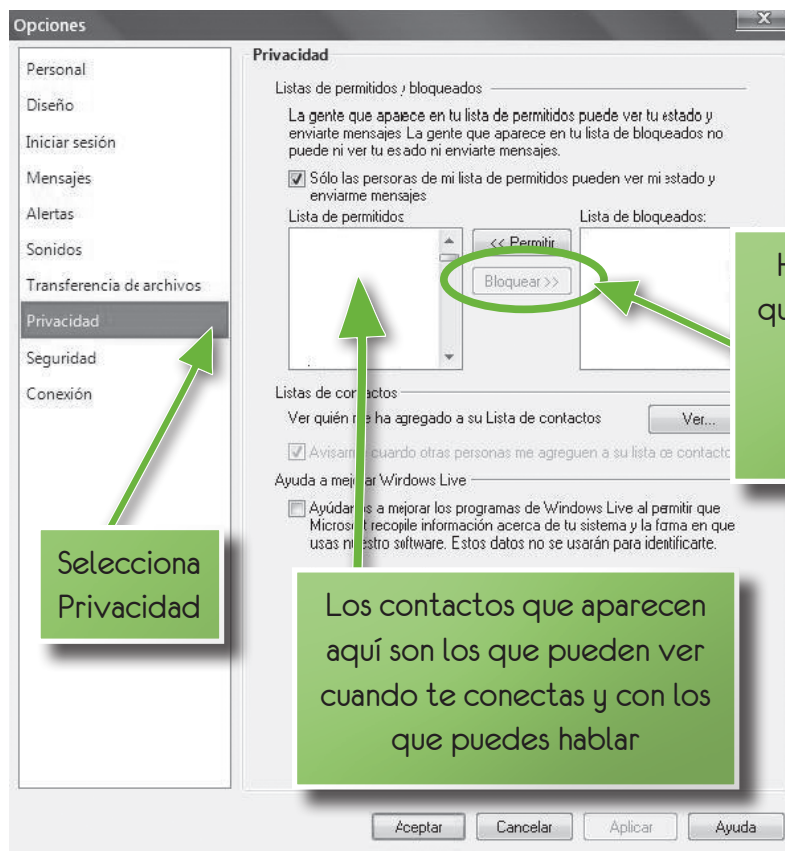 Opciones
Personal
Diseño
Iniciar sesión
Mensajes
Alertas
Sonidos
Transferencia de archivos
Privacidad
Seguridad
Conexión
Privacidad
Listas de permitidos y bloqueados
La gente que aparece en tu lista de permitidos puede ver tu estado y
enviarte mensajes La gente que aparece en tu lista de bloqueados no
puede ni ver tu esado ni enviarte mensajes.
Sólo las persoras de mi lista de permitidos pueden ver mi estado y
enviarme mensajes
Lista de permitidos
Lista de bloqueados:
<< Permitir
Bloquear >>
H
qu
Listas de contactos
Ver quién me ha agregado a su Lista de contactos
Ver...
Avisarme cuando otras personas me agreguen a su lista de contacto
Ayuda a mejorar Windows Live
Ayúdanos a mejorar los programas de Windows Live al permitir que
Microsoft recopile información acerca de tu sistema y la forma en que
usas nuestro software. Estos datos no se usarán para identificarte.
Selecciona
Privacidad
Los contactos que aparecen
aquí son los que pueden ver
cuando te conectas y con los
que puedes hablar
Aceptar
Cancelar
Aplicar
Ayuda